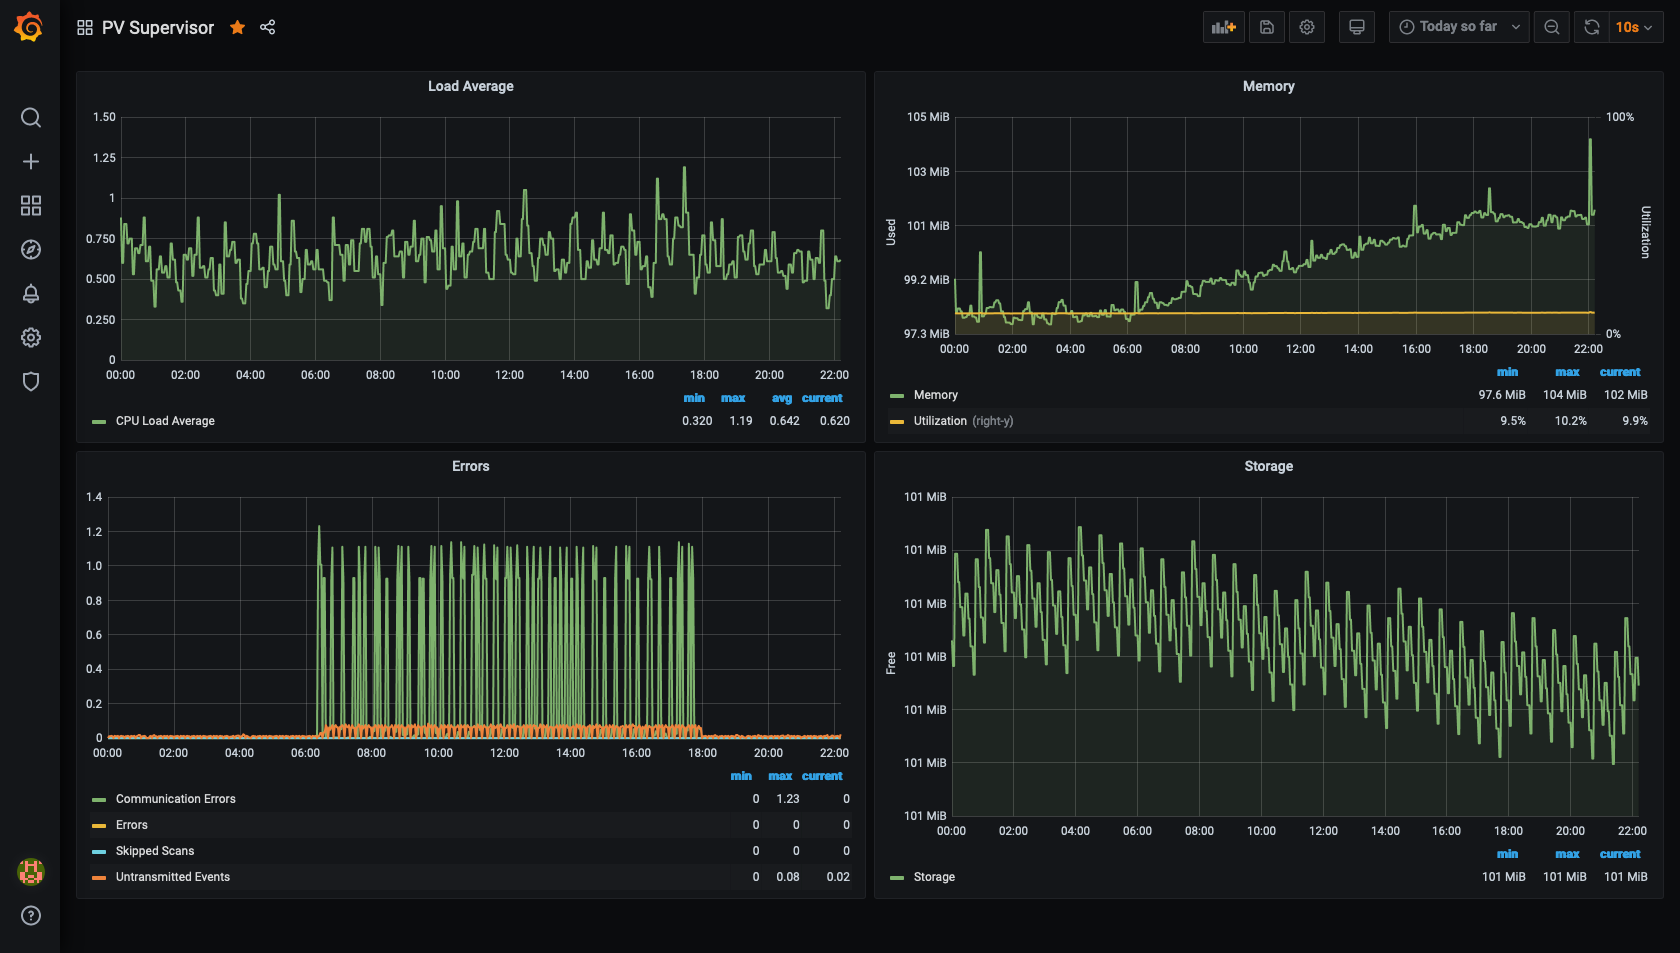 PV Supervisor
Today so far
10s
Load Average
1.50
1.25
1
0.750
0.500
0.250
0
00:00 02:00 04:00 06:00 08:00 10:00 12:00 14:00 16:00 18:00 20:00 22:00
min max avg current
CPU Load Average 0.320 1.19 0.642 0.620
Memory
105 MiB 100%
103 MiB
101 MiB
99.2 MiB
97.3 MiB 0%
Used
Utilization
00:00 02:00 04:00 06:00 08:00 10:00 12:00 14:00 16:00 18:00 20:00 22:00
min max current
Memory 97.6 MiB 104 MiB 102 MiB
Utilization (right-y) 9.5% 10.2% 9.9%
Errors
1.4
1.2
1.0
0.8
0.6
0.4
0.2
0
00:00 02:00 04:00 06:00 08:00 10:00 12:00 14:00 16:00 18:00 20:00 22:00
min max current
Communication Errors 0 1.23 0
Errors 0 0 0
Skipped Scans 0 0 0
Untransmitted Events 0 0.08 0.02
Storage
101 MiB
101 MiB
101 MiB
101 MiB
101 MiB
101 MiB
101 MiB
Free
00:00 02:00 04:00 06:00 08:00 10:00 12:00 14:00 16:00 18:00 20:00 22:00
min max current
Storage 101 MiB 101 MiB 101 MiB